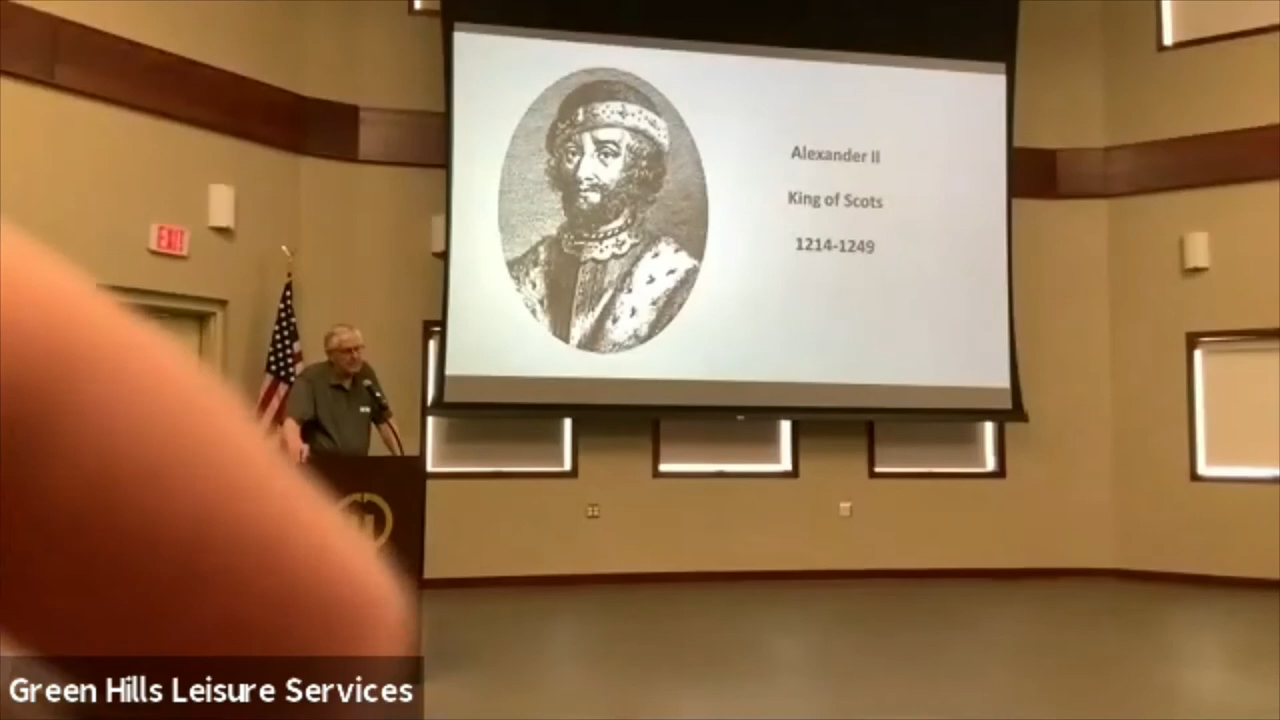 Alexander II
King of Scots
1214-1249
EXIT
Green Hills Leisure Services